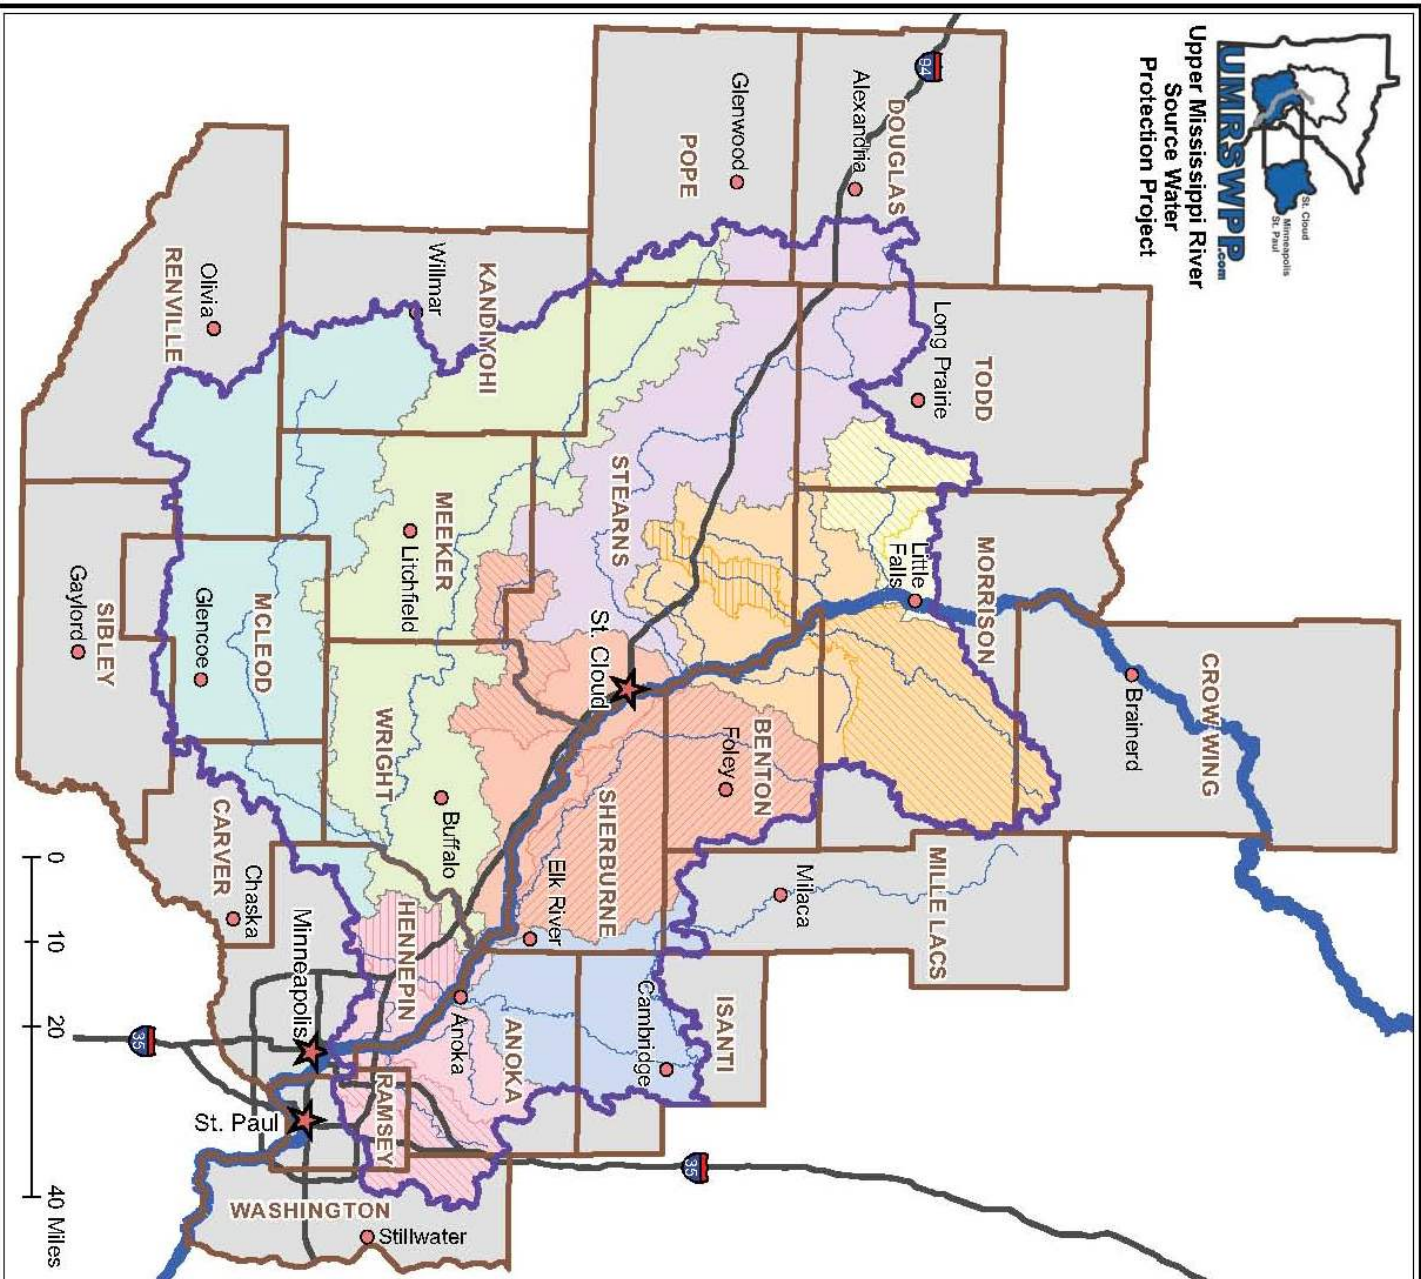 UMRSWPP.com
St. Cloud
Minneapolis
St. Paul
Upper Mississippi River
Source Water
Protection Project
94
DOUGLAS
Alexandria
Glenwood
POPE
TODD
Long Prairie
MORRISON
Little
Falls
CROW WING
Brainerd
KANDIYOHI
Willmar
RENVILLE
Olivia
STEARNS
St. Cloud
MEEKER
Litchfield
BENTON
Foley
MILLE LACS
Milaca
SHERBURNE
Elk River
WRIGHT
Buffalo
MCLEOD
Glencoe
SIBLEY
Gaylord
CARVER
Chaska
HENNEPIN
Minneapolis
ISANTI
Cambridge
ANOKA
Anoka
RAMSEY
St. Paul
WASHINGTON
Stillwater
35
35
0 10 20 40 Miles